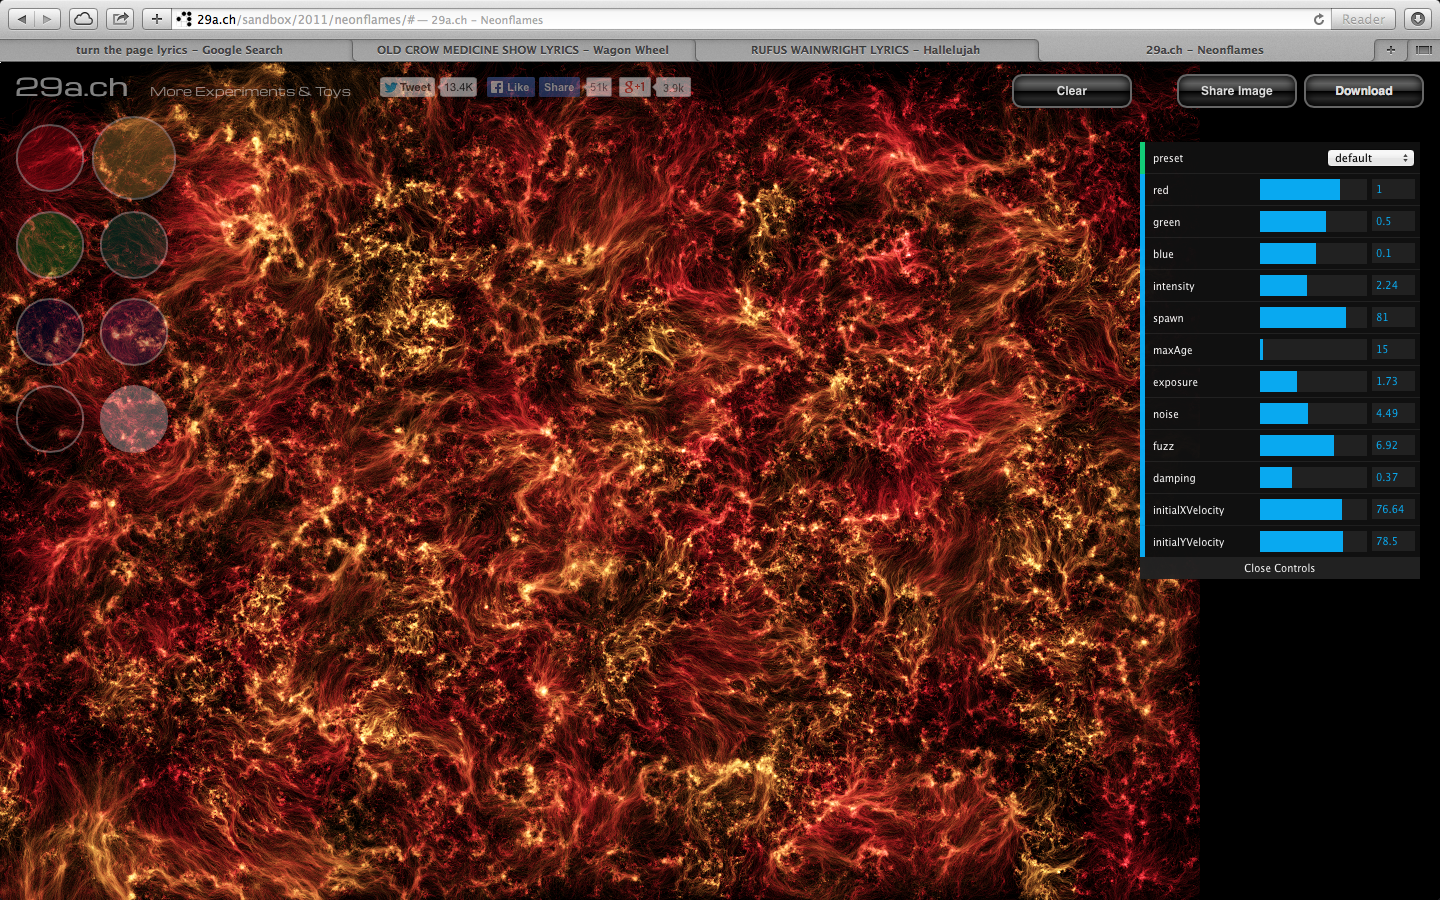 29a.ch/sandbox/2011/neonflames/# — 29a.ch – Neonflames
Reader
turn the page lyrics – Google Search
OLD CROW MEDICINE SHOW LYRICS – Wagon Wheel
RUFUS WAINWRIGHT LYRICS – Hallelujah
29a.ch – Neonflames
29a.ch
More Experiments & Toys
Tweet
13.4K
Like
Share
51k
g+1
3.9k
Clear
Share Image
Download
preset default
red 1
green 0.5
blue 0.1
intensity 2.24
spawn 81
maxAge 15
exposure 1.73
noise 4.49
fuzz 6.92
damping 0.37
initialXVelocity 76.64
initialYVelocity 78.5
Close Controls